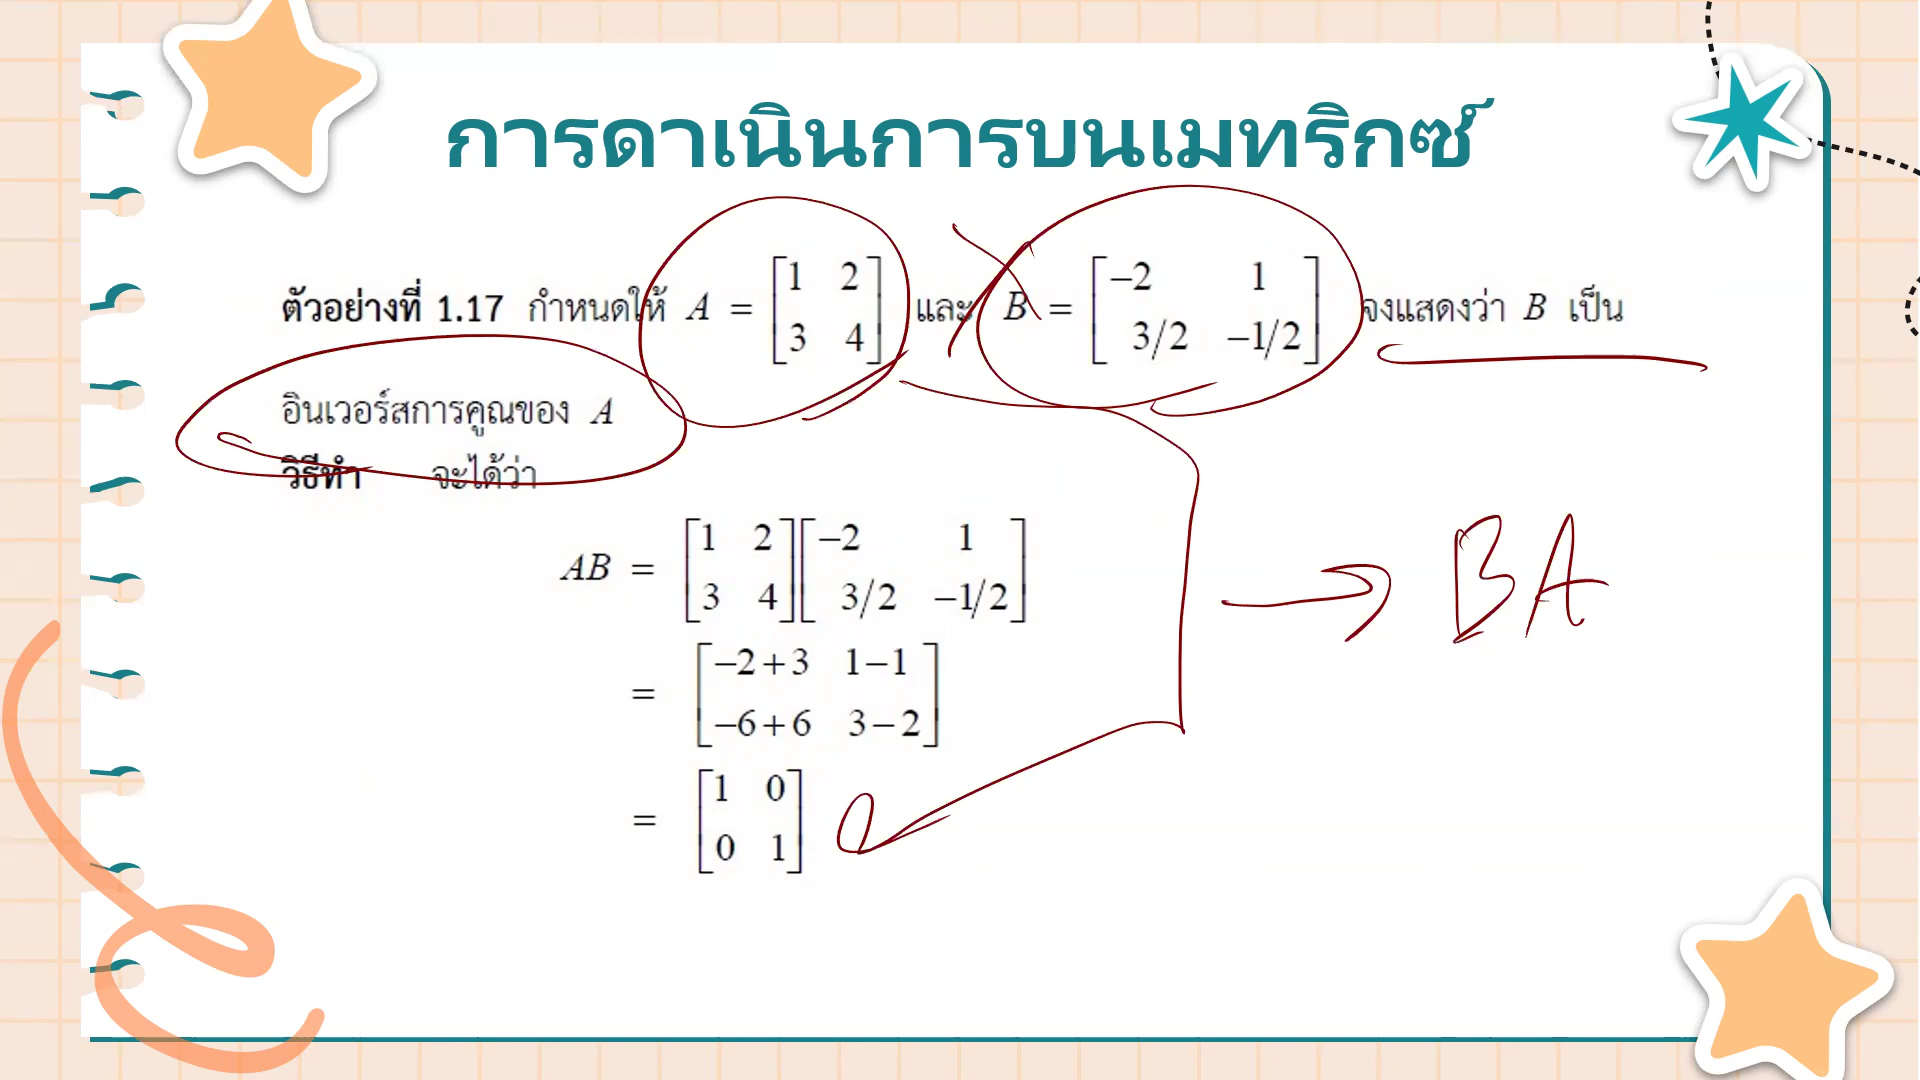 การดาเนินการบนเมทริกซ์
ตัวอย่างที่ 1.17 กำหนดให้ A = [1 2; 3 4] และ B = [−2 1; 3/2 −1/2] จงแสดงว่า B เป็น
อินเวอร์สการคูณของ A
วิธีทำ จะได้ว่า
AB = [1 2; 3 4][−2 1; 3/2 −1/2]
= [−2+3 1−1; −6+6 3−2]
= [1 0; 0 1]
BA